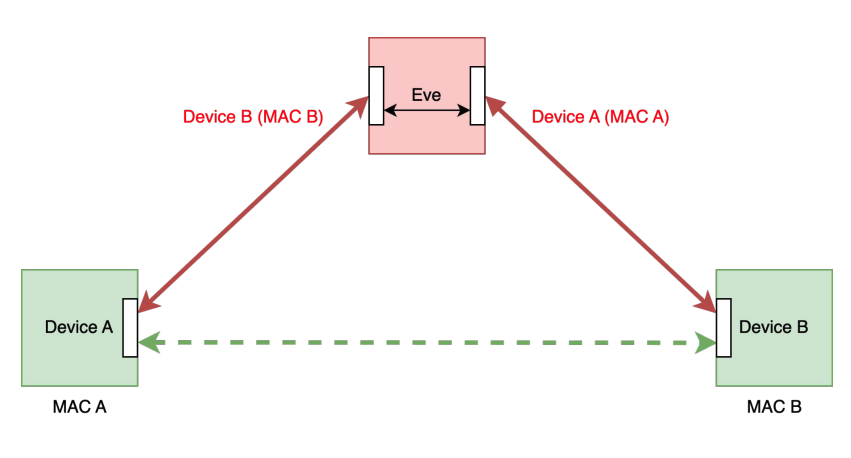 Eve
Device B (MAC B)
Device A (MAC A)
Device A
Device B
MAC A
MAC B